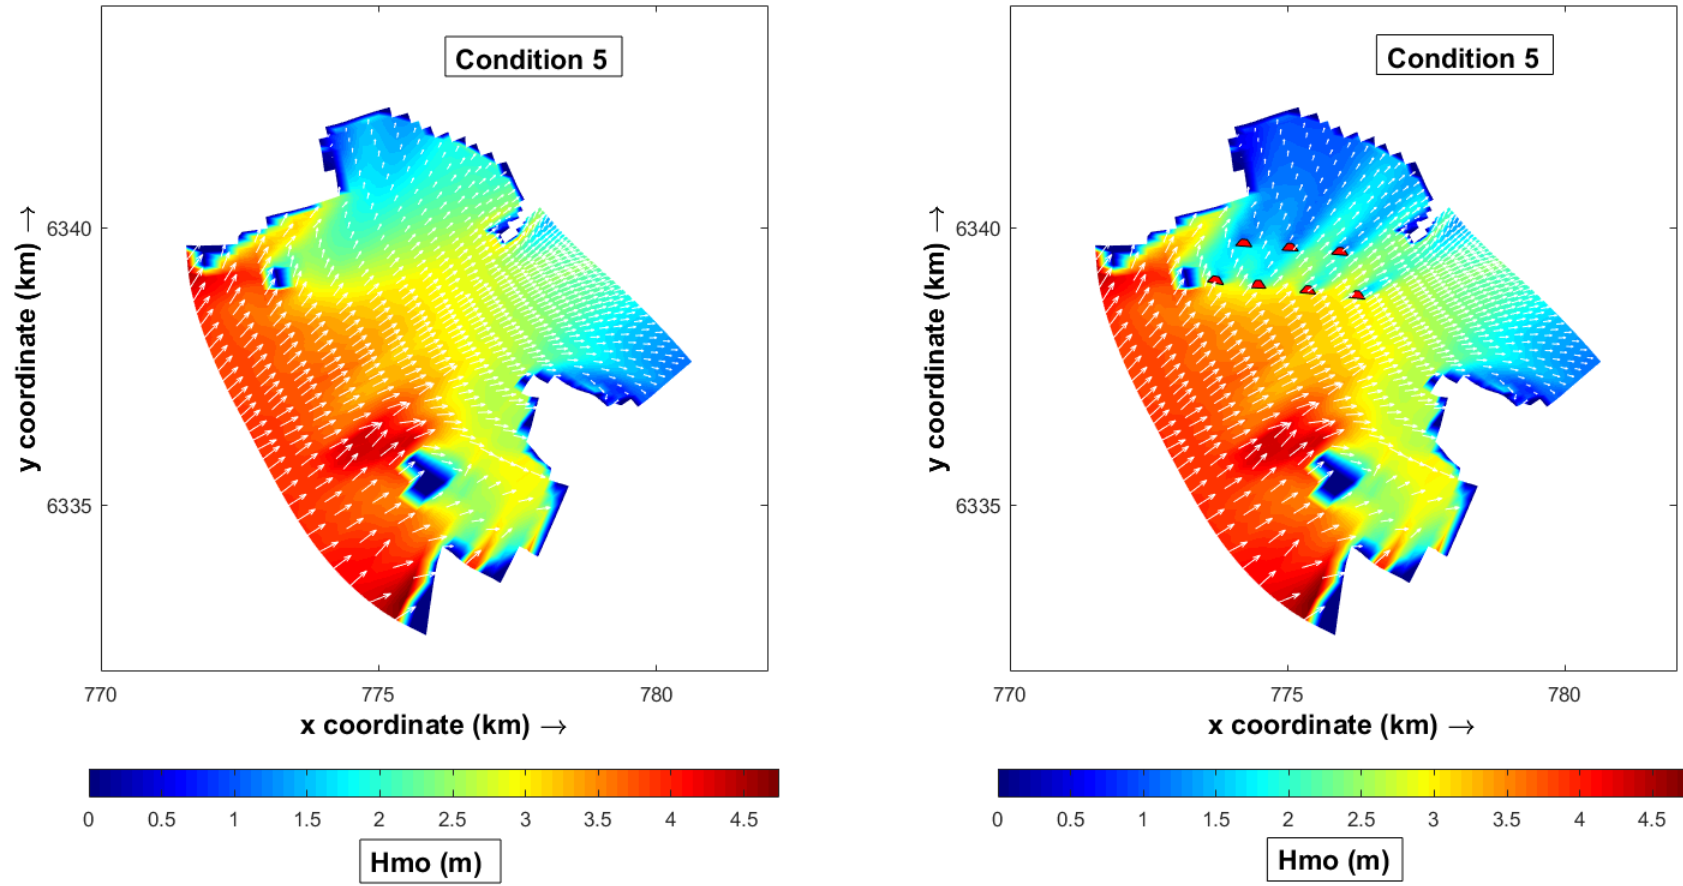 Condition 5
6340
6335
y coordinate (km) →
770
775
780
x coordinate (km) →
0 0.5 1 1.5 2 2.5 3 3.5 4 4.5
Hmo (m)
Condition 5
6340
6335
y coordinate (km) →
770
775
780
x coordinate (km) →
0 0.5 1 1.5 2 2.5 3 3.5 4 4.5
Hmo (m)